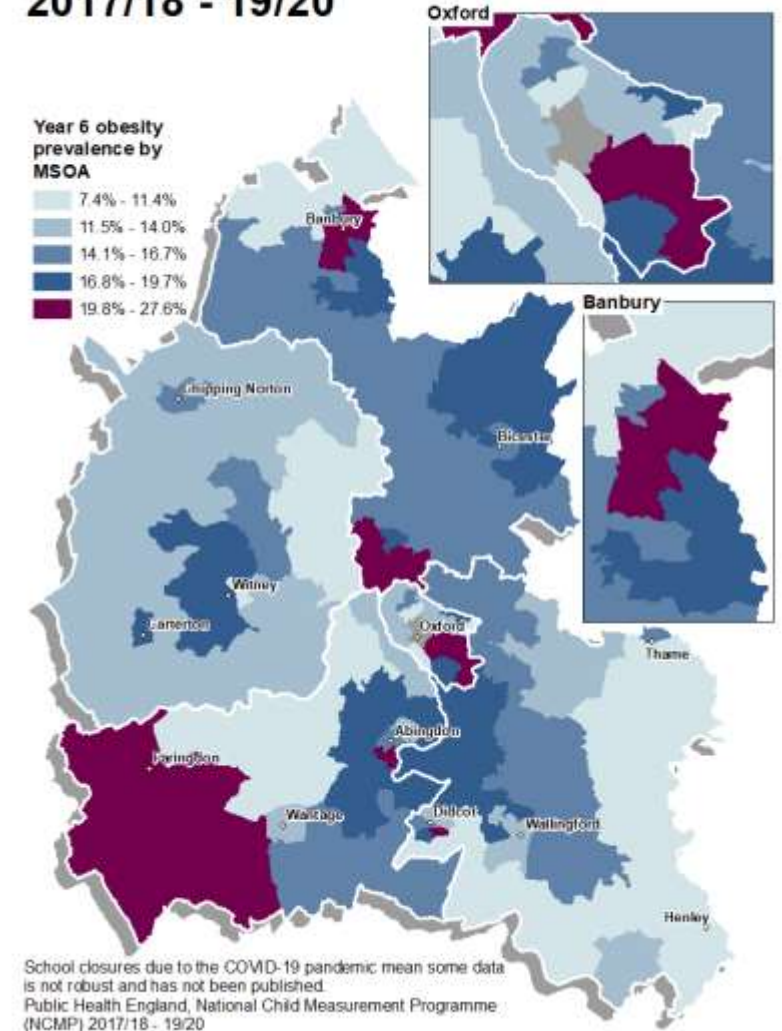 2017/18 - 19/20
Oxford
Year 6 obesity
prevalence by
MSOA
7.4% - 11.4%
11.5% - 14.0%
14.1% - 16.7%
16.8% - 19.7%
19.8% - 27.6%
Banbury
Banbury
Chipping Norton
Bicester
Witney
Carterton
Oxford
Thame
Abingdon
Faringdon
Wantage
Didcot
Wallingford
Henley
School closures due to the COVID-19 pandemic mean some data
is not robust and has not been published.
Public Health England, National Child Measurement Programme
(NCMP) 2017/18 - 19/20